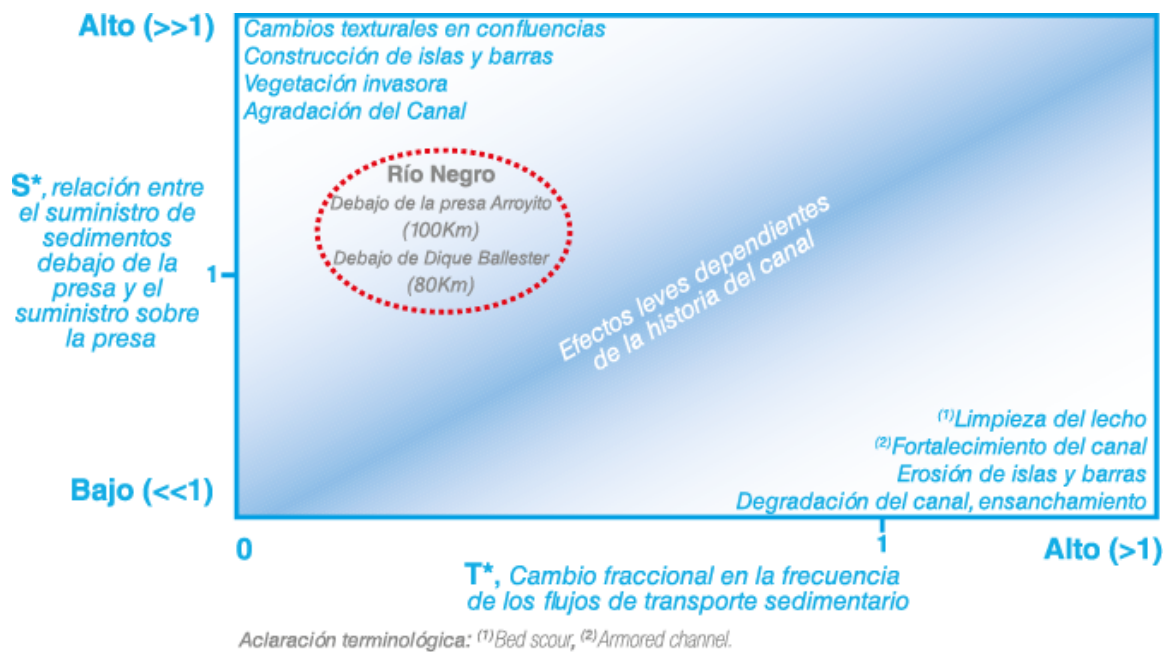 Alto (>>1)
Cambios texturales en confluencias
Construcción de islas y barras
Vegetación invasora
Agradación del Canal
S*, relación entre
el suministro de
sedimentos
debajo de la
presa y el
suministro sobre
la presa
Río Negro
Debajo de la presa Arroyito
(100Km)
Debajo de Dique Ballester
(80Km)
1
Efectos leves dependientes
de la historia del canal
(1)Limpieza del lecho
(2)Fortalecimiento del canal
Erosión de islas y barras
Degradación del canal, ensanchamiento
Bajo (<<1)
0
1
Alto (>1)
T*, Cambio fraccional en la frecuencia
de los flujos de transporte sedimentario
Aclaración terminológica: (1)Bed scour, (2)Armored channel.